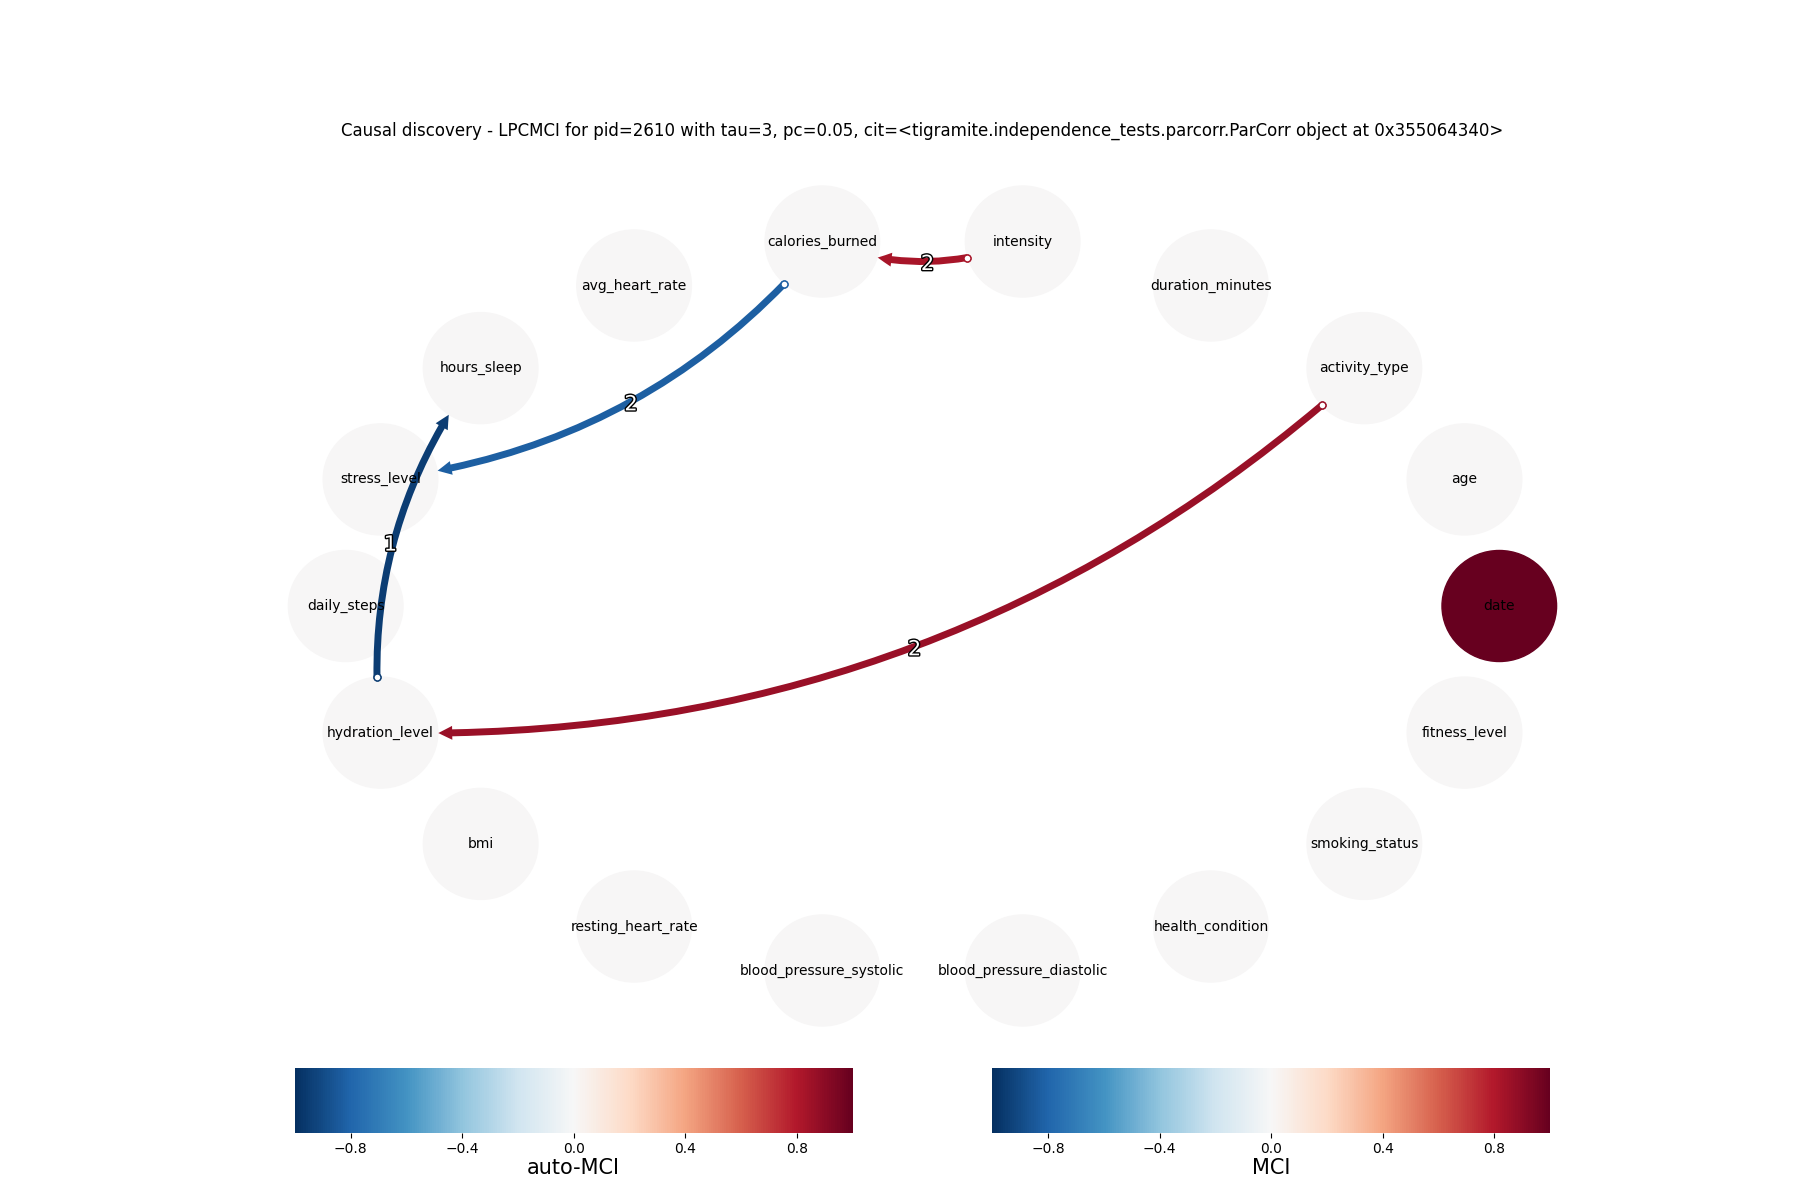 Causal discovery - LPCMCI for pid=2610 with tau=3, pc=0.05, cit=<tigramite.independence_tests.parcorr.ParCorr object at 0x355064340>
calories_burned
intensity
2
avg_heart_rate
duration_minutes
hours_sleep
activity_type
2
stress_level
age
1
daily_steps
date
2
hydration_level
fitness_level
bmi
smoking_status
resting_heart_rate
health_condition
blood_pressure_systolic
blood_pressure_diastolic
−0.8 −0.4 0.0 0.4 0.8
auto-MCI
−0.8 −0.4 0.0 0.4 0.8
MCI